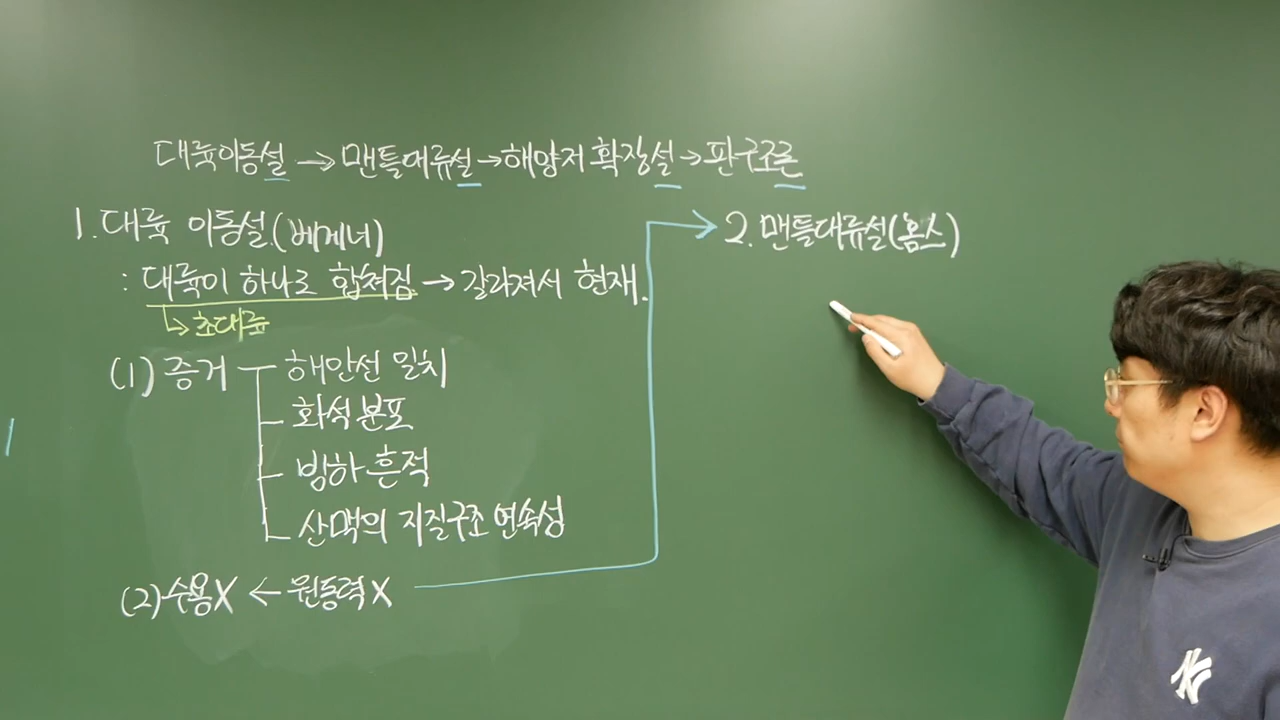 대륙이동설 → 맨틀대류설 → 해양저 확장설 → 판구조론
1. 대륙 이동설.(베게너)
: 대륙이 하나로 합쳐짐 → 갈라져서 현재.
↳ 초대륙
(1) 증거 해안선 일치
화석 분포
빙하 흔적
산맥의 지질구조 연속성
(2) 수용X ← 원동력 X
2. 맨틀대류설(홈스)